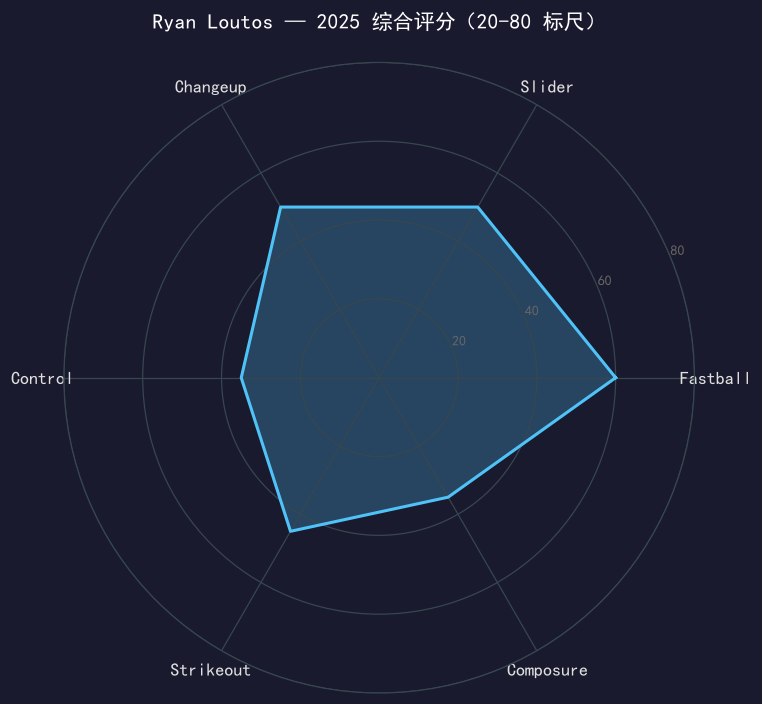 Ryan Loutos — 2025 综合评分（20-80 标尺）
Changeup
Slider
80
60
40
20
Control
Fastball
Strikeout
Composure